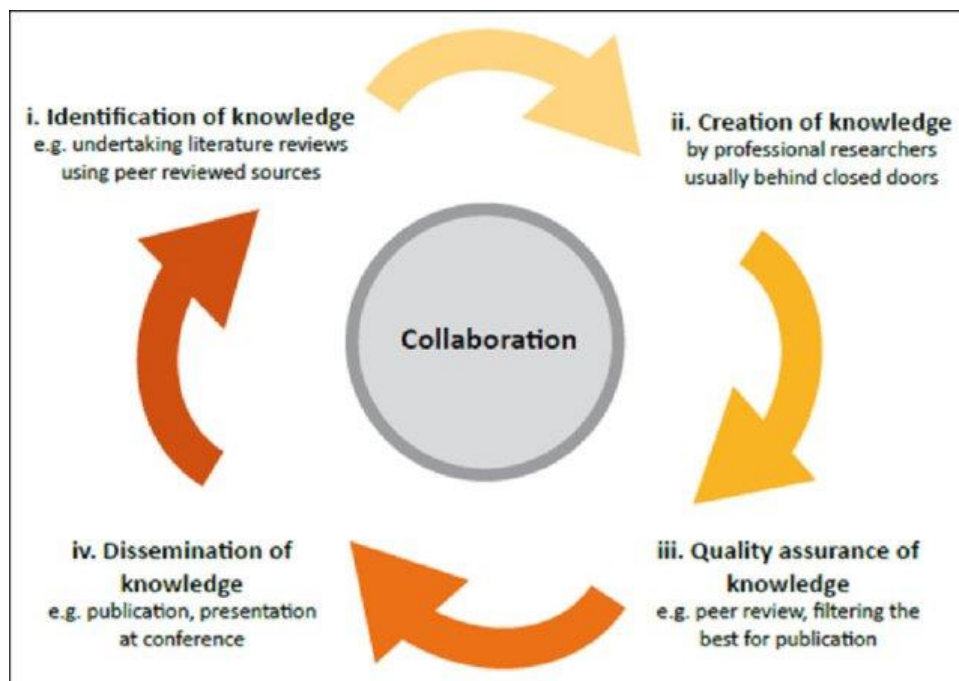 i. Identification of knowledge
e.g. undertaking literature reviews
using peer reviewed sources
ii. Creation of knowledge
by professional researchers
usually behind closed doors
Collaboration
iii. Quality assurance of
knowledge
e.g. peer review, filtering the
best for publication
iv. Dissemination of
knowledge
e.g. publication, presentation
at conference